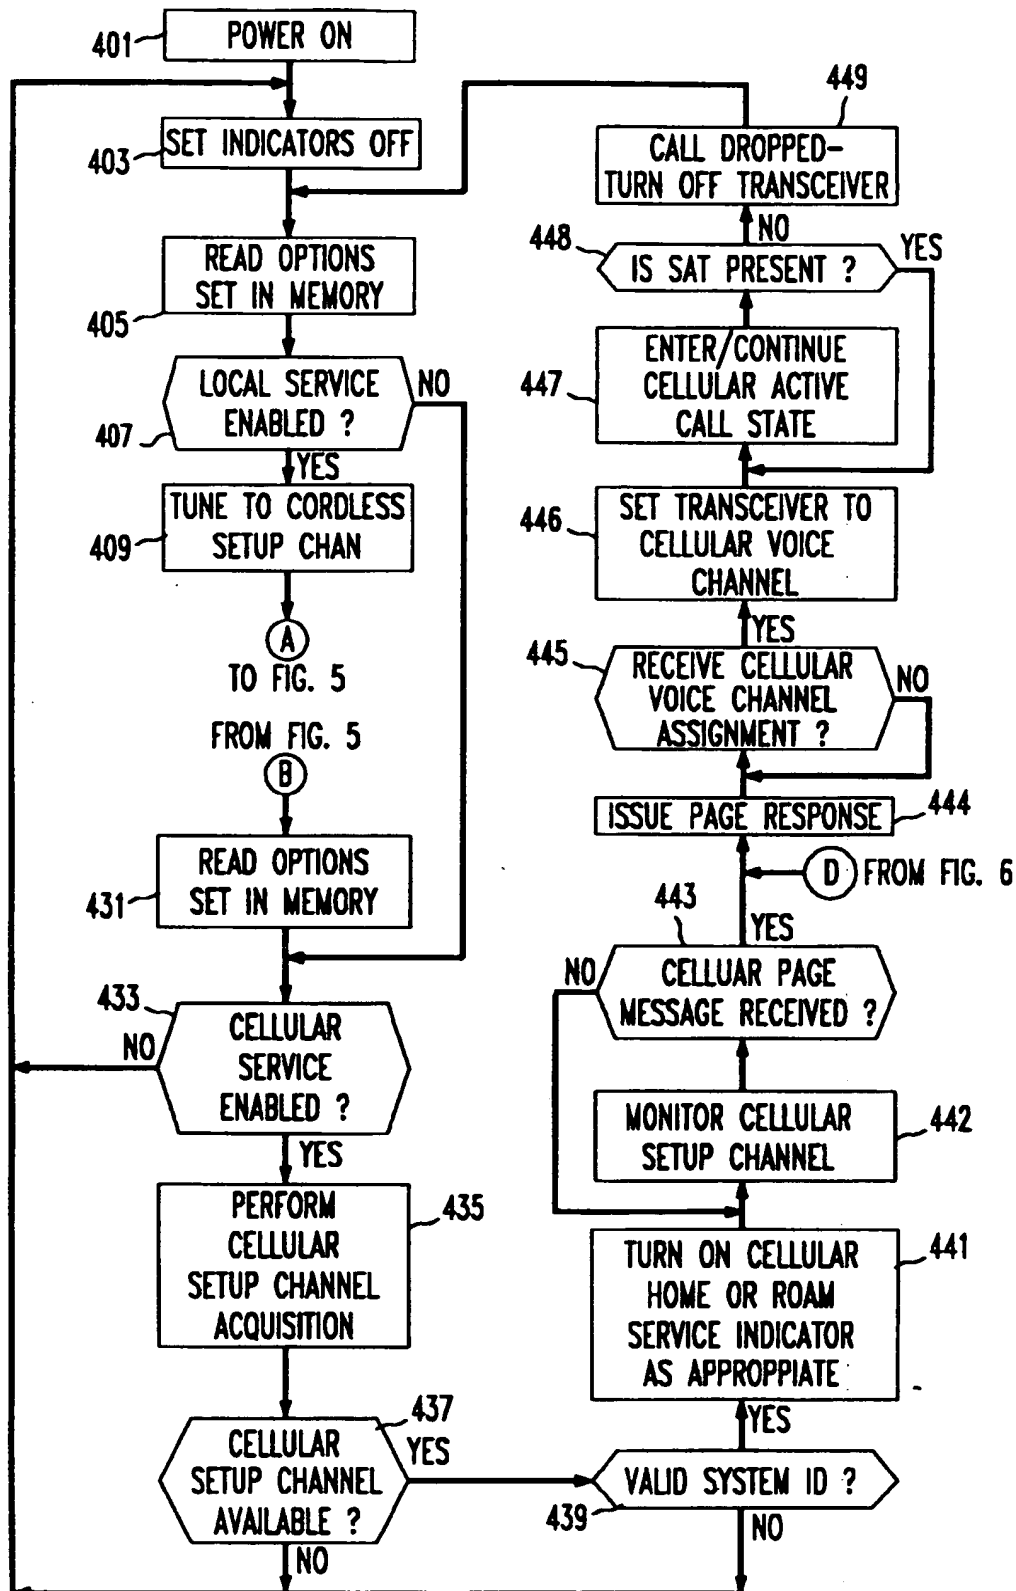 401
POWER ON
403
SET INDICATORS OFF
405
READ OPTIONS
SET IN MEMORY
407
LOCAL SERVICE
ENABLED ?
NO
YES
409
TUNE TO CORDLESS
SETUP CHAN
A
TO FIG. 5
FROM FIG. 5
B
431
READ OPTIONS
SET IN MEMORY
433
NO
CELLULAR
SERVICE
ENABLED ?
YES
435
PERFORM
CELLULAR
SETUP CHANNEL
ACQUISITION
437
CELLULAR
SETUP CHANNEL
AVAILABLE ?
YES
NO
449
CALL DROPPED-
TURN OFF TRANSCEIVER
NO
448
IS SAT PRESENT ?
YES
447
ENTER/CONTINUE
CELLULAR ACTIVE
CALL STATE
446
SET TRANSCEIVER TO
CELLULAR VOICE
CHANNEL
YES
445
RECEIVE CELLULAR
VOICE CHANNEL
ASSIGNMENT ?
NO
ISSUE PAGE RESPONSE
444
D
FROM FIG. 6
443
YES
NO
CELLUAR PAGE
MESSAGE RECEIVED ?
MONITOR CELLULAR
SETUP CHANNEL
442
TURN ON CELLULAR
HOME OR ROAM
SERVICE INDICATOR
AS APPROPPIATE
441
YES
VALID SYSTEM ID ?
439
NO